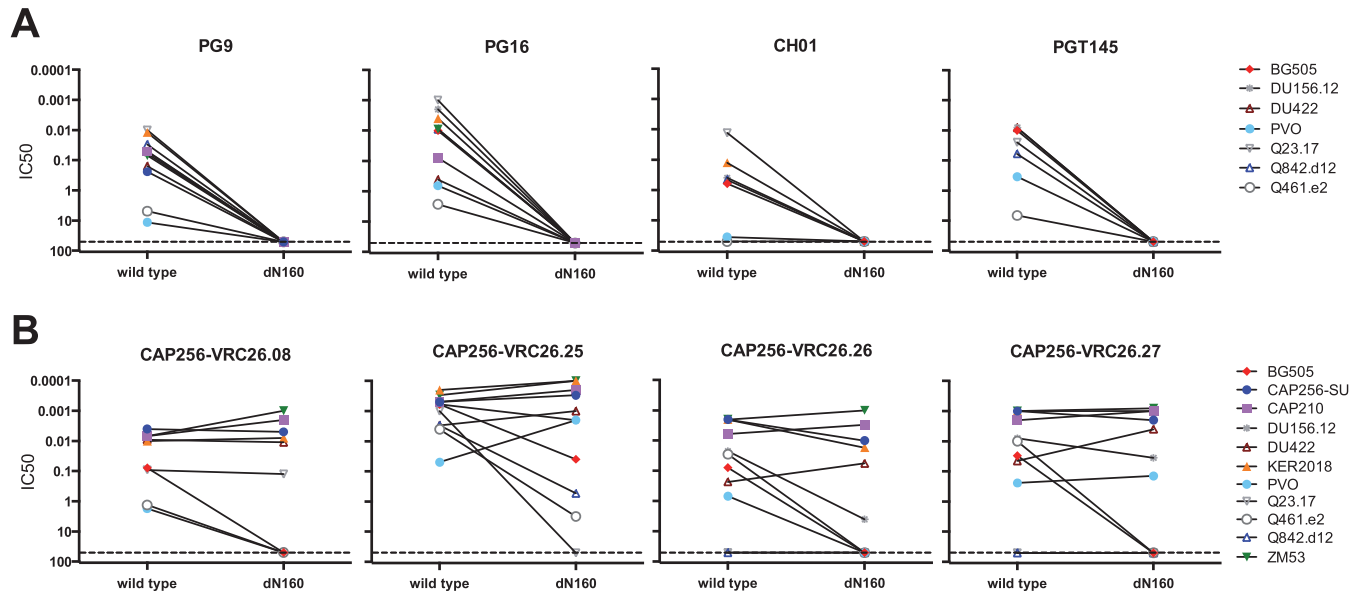 A
PG9
PG16
CH01
PGT145
IC50
0.0001
0.001
0.01
0.1
1
10
100
wild type
dN160
wild type
dN160
wild type
dN160
wild type
dN160
BG505
DU156.12
DU422
PVO
Q23.17
Q842.d12
Q461.e2
B
CAP256-VRC26.08
CAP256-VRC26.25
CAP256-VRC26.26
CAP256-VRC26.27
IC50
0.0001
0.001
0.01
0.1
1
10
100
wild type
dN160
wild type
dN160
wild type
dN160
wild type
dN160
BG505
CAP256-SU
CAP210
DU156.12
DU422
KER2018
PVO
Q23.17
Q461.e2
Q842.d12
ZM53